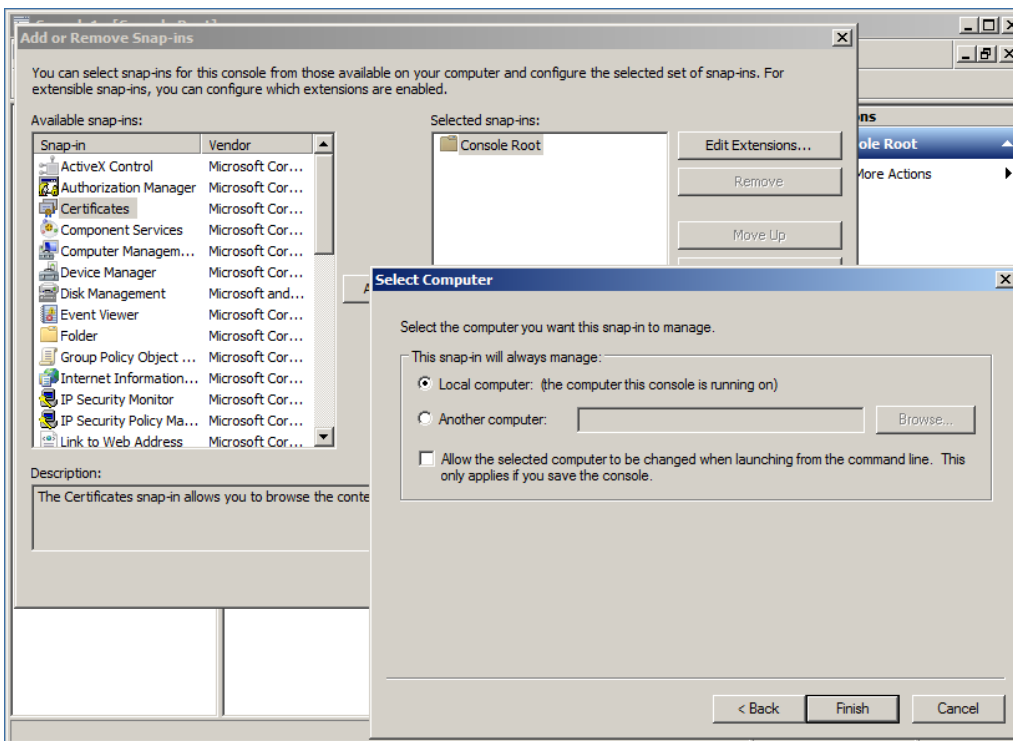 Add or Remove Snap-ins
You can select snap-ins for this console from those available on your computer and configure the selected set of snap-ins. For
extensible snap-ins, you can configure which extensions are enabled.
Available snap-ins:
Snap-in Vendor
ActiveX Control Microsoft Cor...
Authorization Manager Microsoft Cor...
Certificates Microsoft Cor...
Component Services Microsoft Cor...
Computer Managem... Microsoft Cor...
Device Manager Microsoft Cor...
Disk Management Microsoft and...
Event Viewer Microsoft Cor...
Folder Microsoft Cor...
Group Policy Object ... Microsoft Cor...
Internet Information... Microsoft Cor...
IP Security Monitor Microsoft Cor...
IP Security Policy Ma... Microsoft Cor...
Link to Web Address Microsoft Cor...
Selected snap-ins:
Console Root
Edit Extensions...
Remove
Move Up
Description:
The Certificates snap-in allows you to browse the conte
ns
ole Root
More Actions
Select Computer
Select the computer you want this snap-in to manage.
This snap-in will always manage:
Local computer: (the computer this console is running on)
Another computer:
Browse...
Allow the selected computer to be changed when launching from the command line. This
only applies if you save the console.
< Back
Finish
Cancel